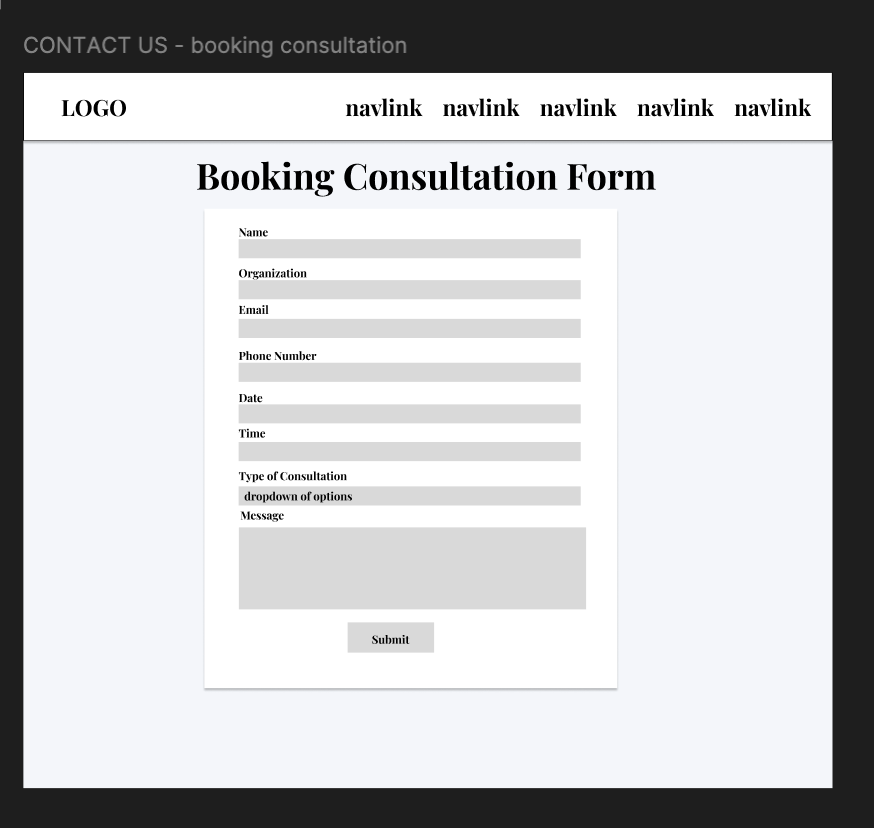 CONTACT US - booking consultation
LOGO navlink navlink navlink navlink navlink
Booking Consultation Form
Name
Organization
Email
Phone Number
Date
Time
Type of Consultation
dropdown of options
Message
Submit